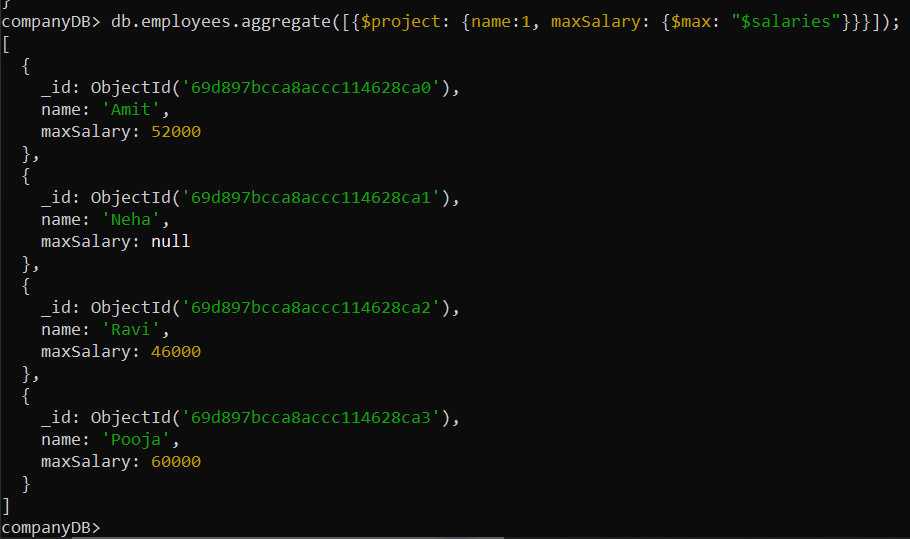 }
companyDB> db.employees.aggregate([{$project: {name:1, maxSalary: {$max: "$salaries"}}}]);
[
  {
    _id: ObjectId('69d897bcca8accc114628ca0'),
    name: 'Amit',
    maxSalary: 52000
  },
  {
    _id: ObjectId('69d897bcca8accc114628ca1'),
    name: 'Neha',
    maxSalary: null
  },
  {
    _id: ObjectId('69d897bcca8accc114628ca2'),
    name: 'Ravi',
    maxSalary: 46000
  },
  {
    _id: ObjectId('69d897bcca8accc114628ca3'),
    name: 'Pooja',
    maxSalary: 60000
  }
]
companyDB>